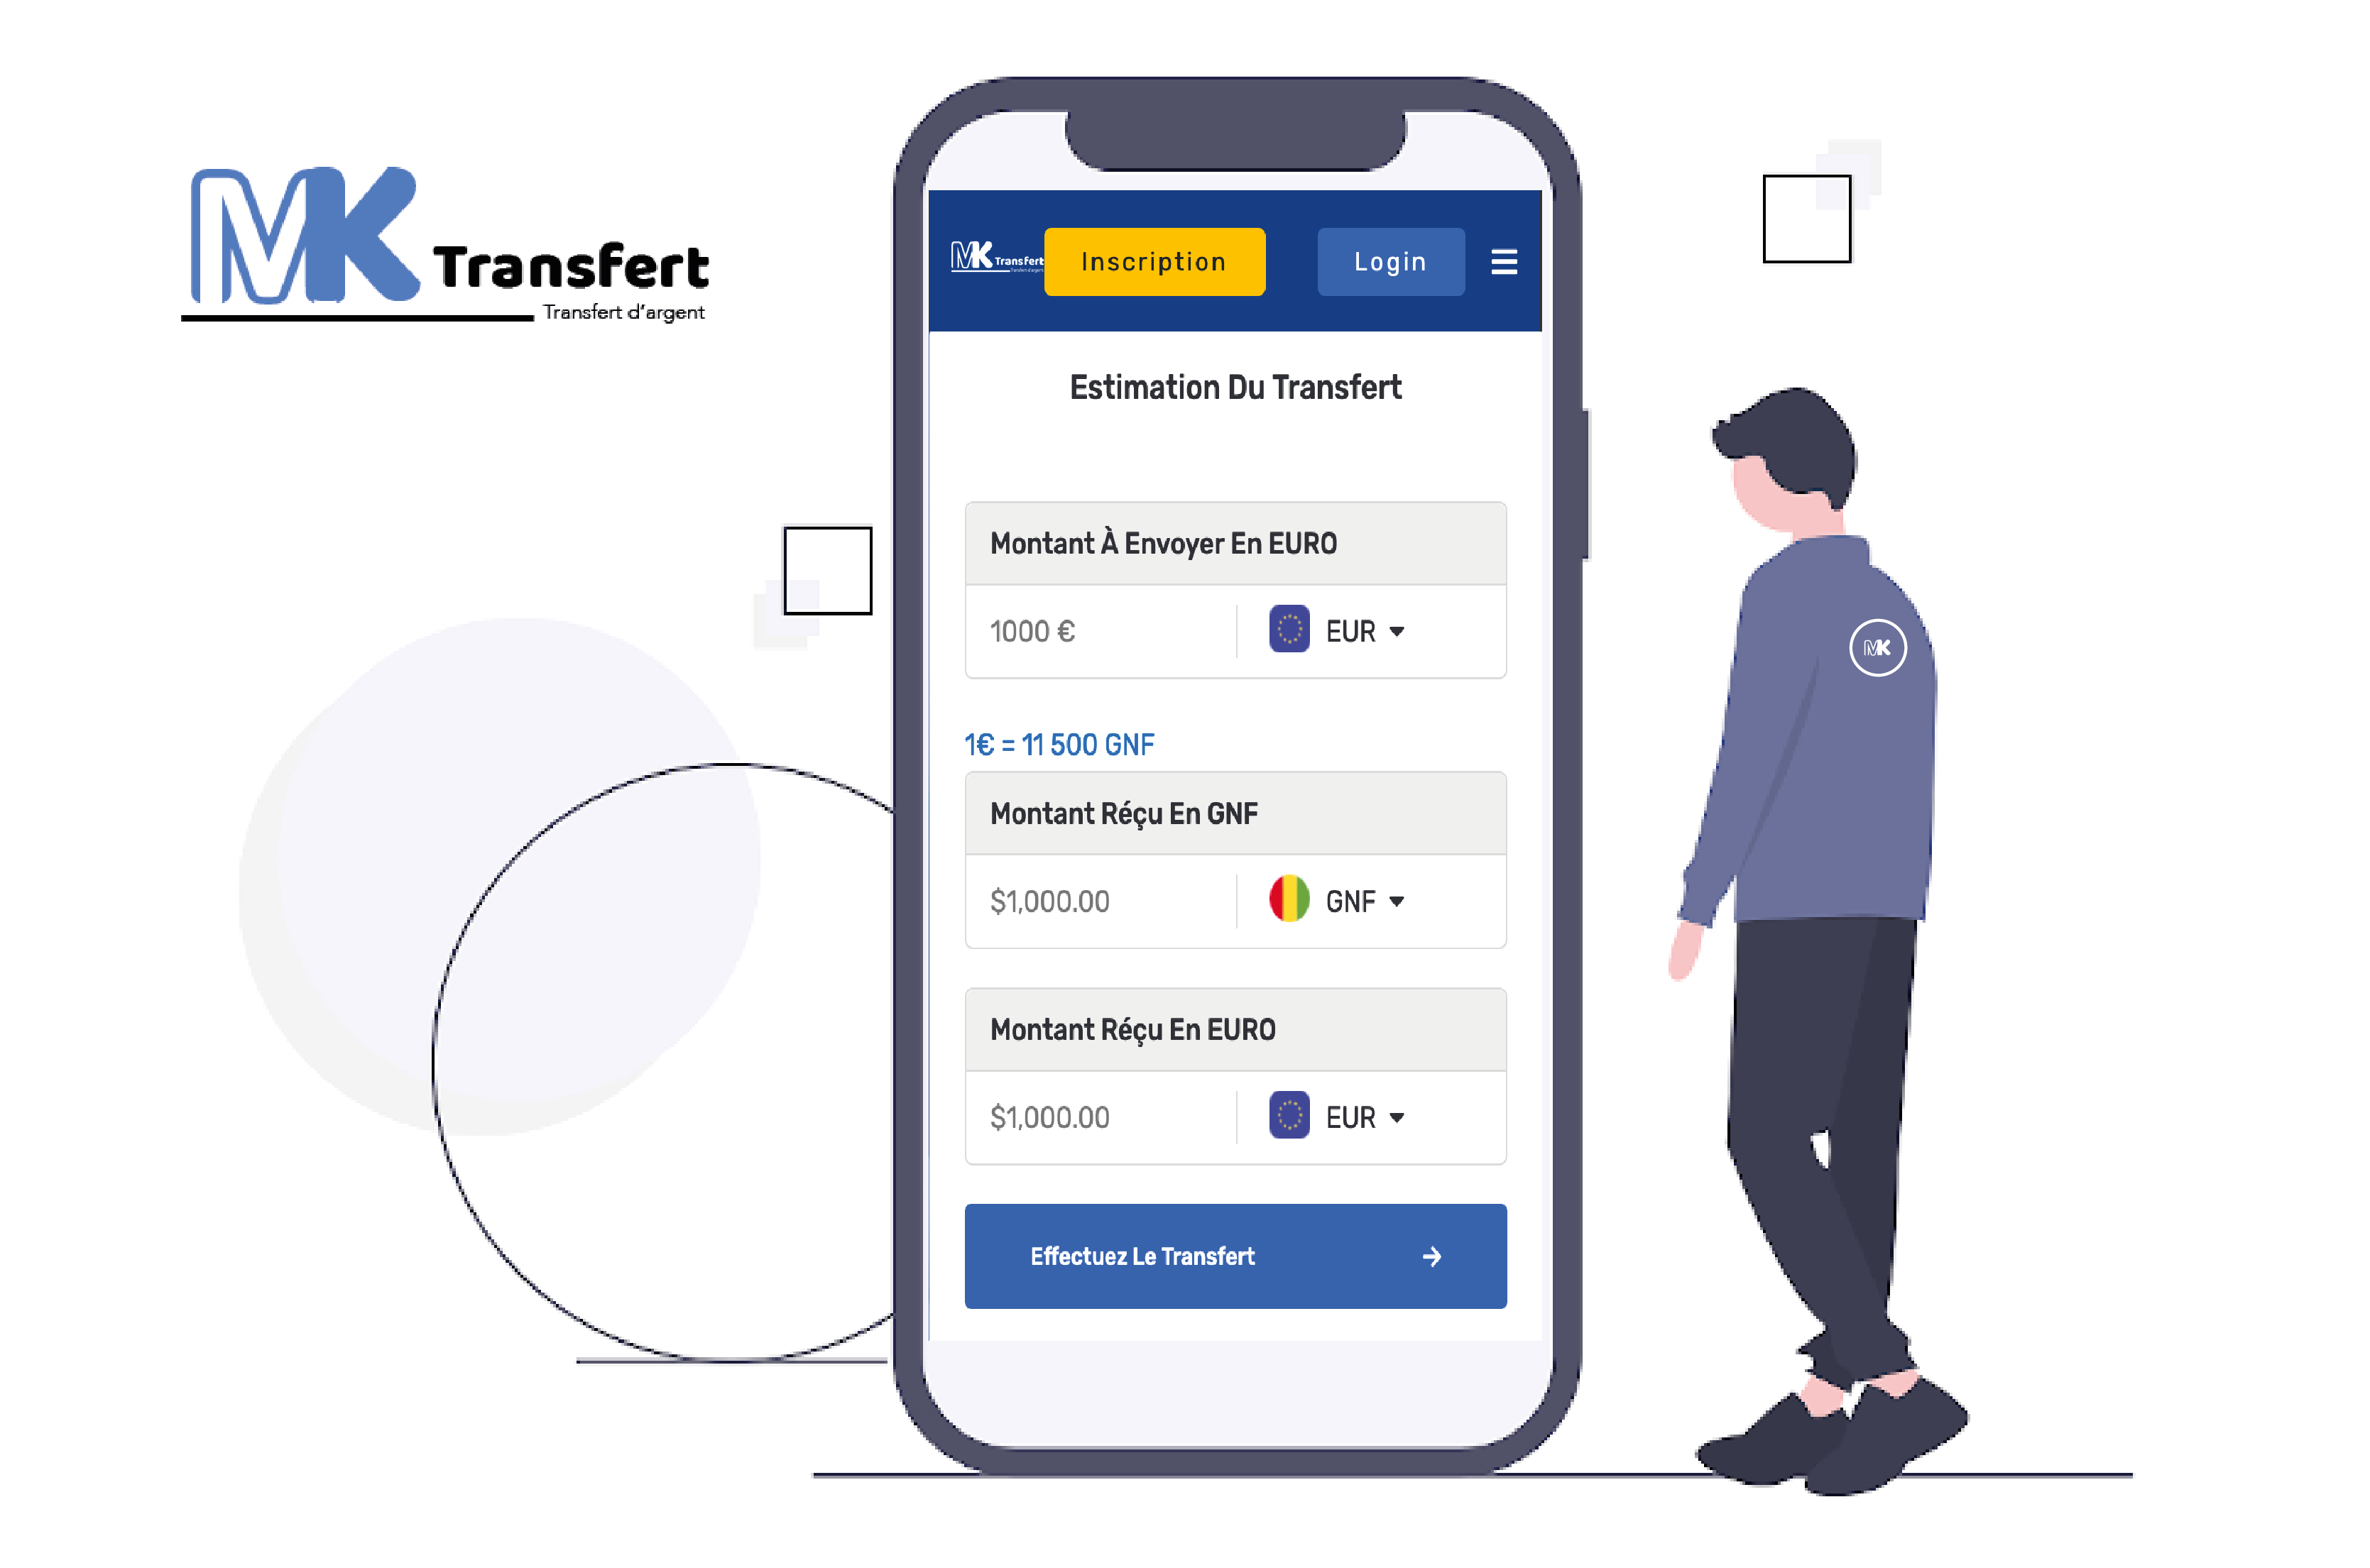 MK Transfert
Transfert d'argent
MK Transfert
Inscription
Login
Estimation Du Transfert
Montant À Envoyer En EURO
1000 €
EUR
1€ = 11 500 GNF
Montant Réçu En GNF
$1,000.00
GNF
Montant Réçu En EURO
$1,000.00
EUR
Effectuez Le Transfert
MK